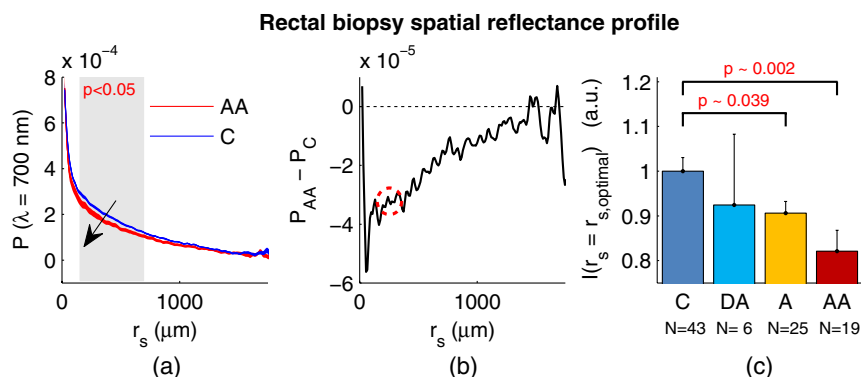 Rectal biopsy spatial reflectance profile
x 10⁻⁴
8
6
4
2
0
P (λ = 700 nm)
p<0.05
AA
C
0
1000
r_s (μm)
(a)
x 10⁻⁵
0
−2
−4
−6
P_AA − P_C
0
1000
r_s (μm)
(b)
1.2
1.1
1
0.9
0.8
I(r_s = r_s,optimal) (a.u.)
p ~ 0.002
p ~ 0.039
C DA A AA
N=43 N= 6 N=25 N=19
(c)